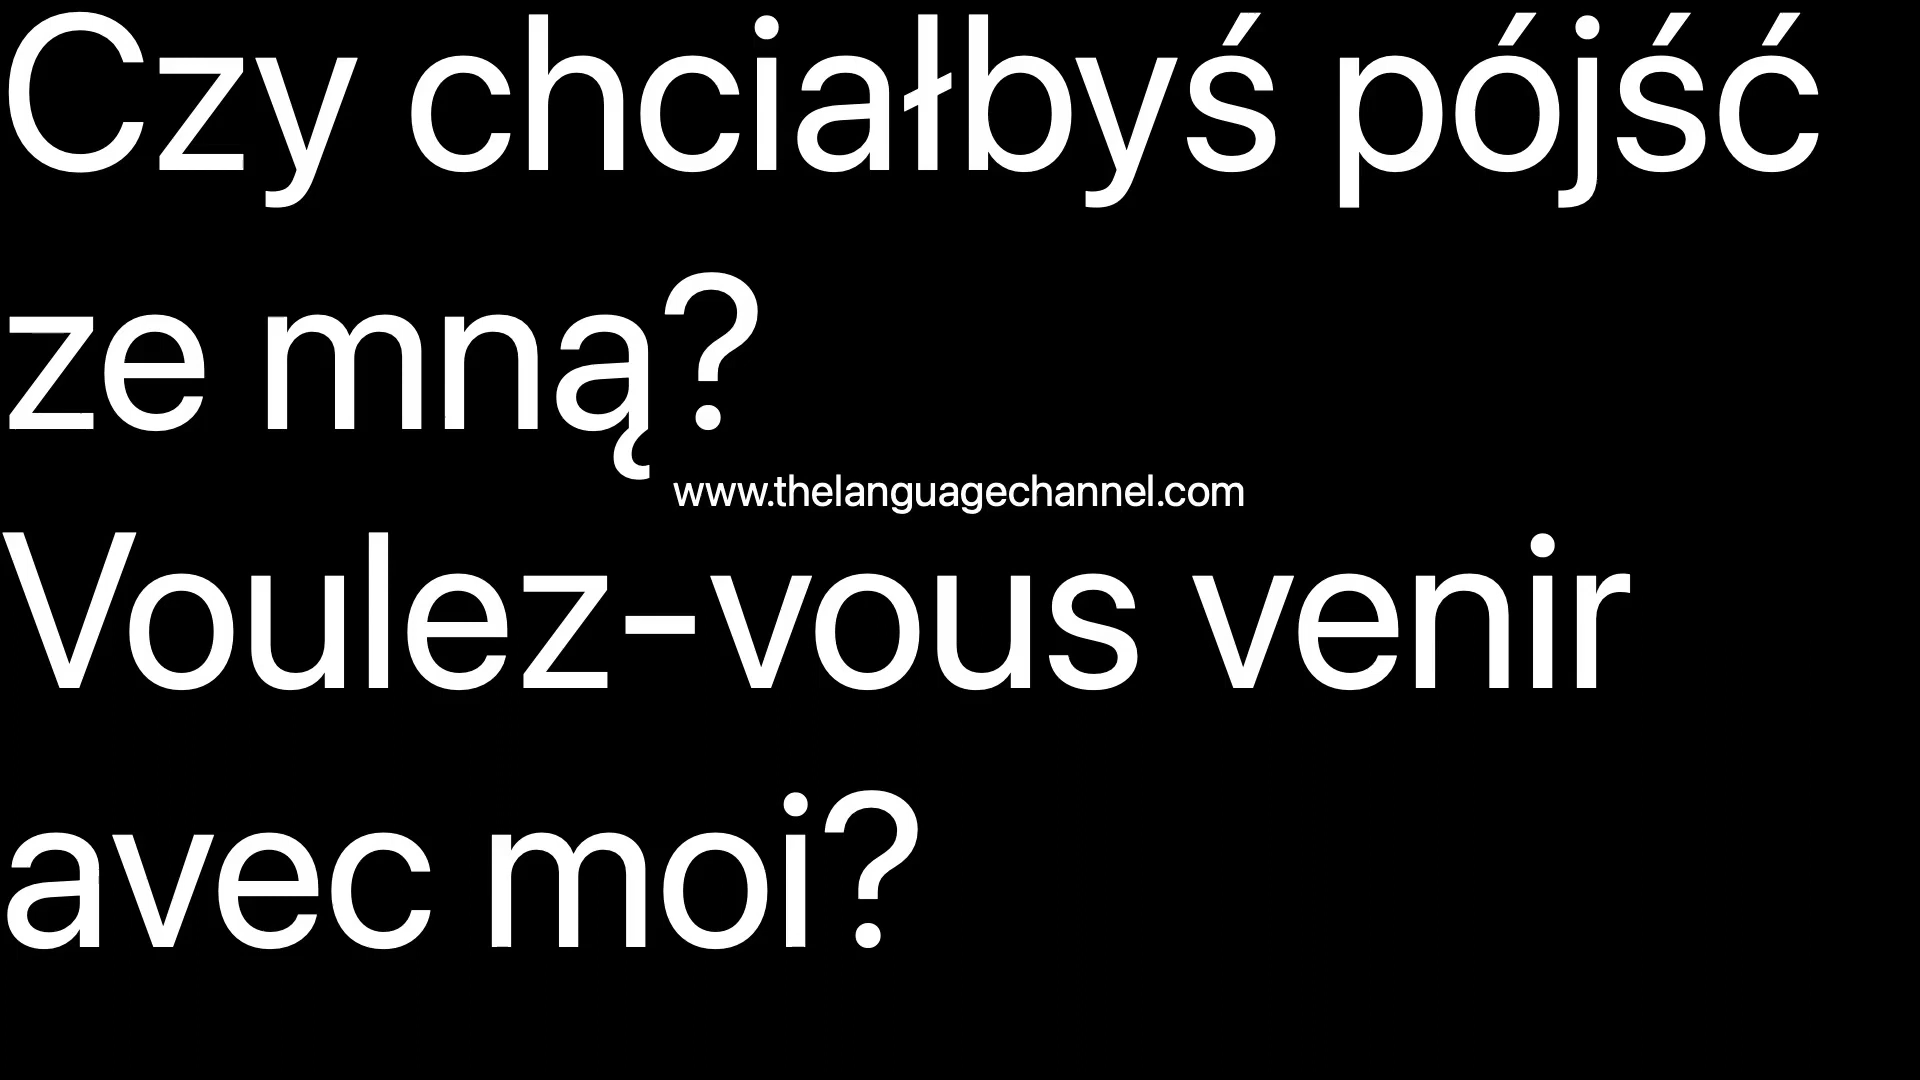 Czy chciałbyś pójść
ze mną?
www.thelanguagechannel.com
Voulez-vous venir
avec moi?